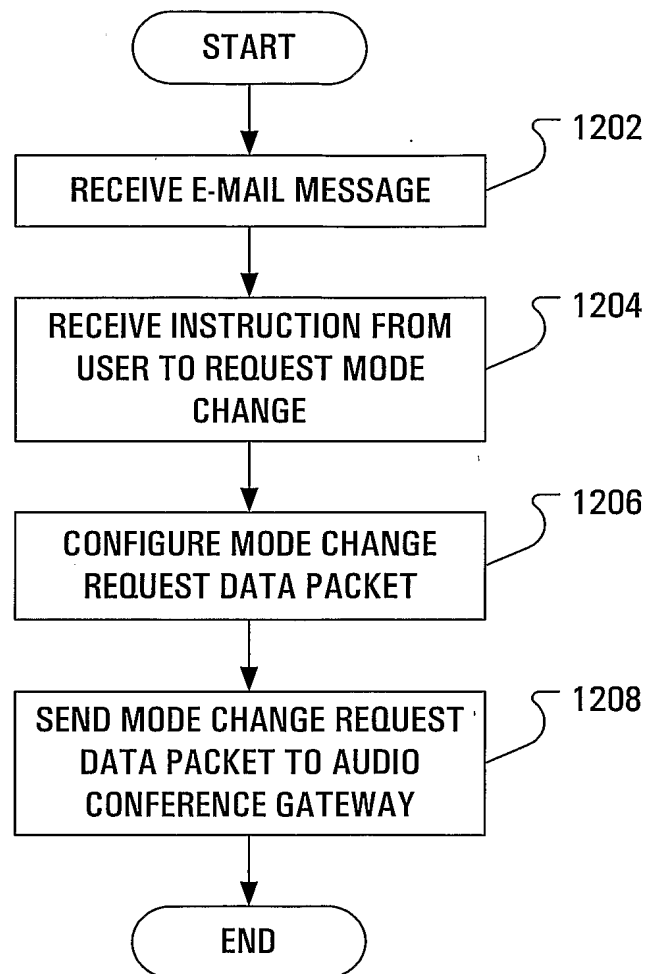 START
1202
RECEIVE E-MAIL MESSAGE
1204
RECEIVE INSTRUCTION FROM
USER TO REQUEST MODE
CHANGE
1206
CONFIGURE MODE CHANGE
REQUEST DATA PACKET
1208
SEND MODE CHANGE REQUEST
DATA PACKET TO AUDIO
CONFERENCE GATEWAY
END